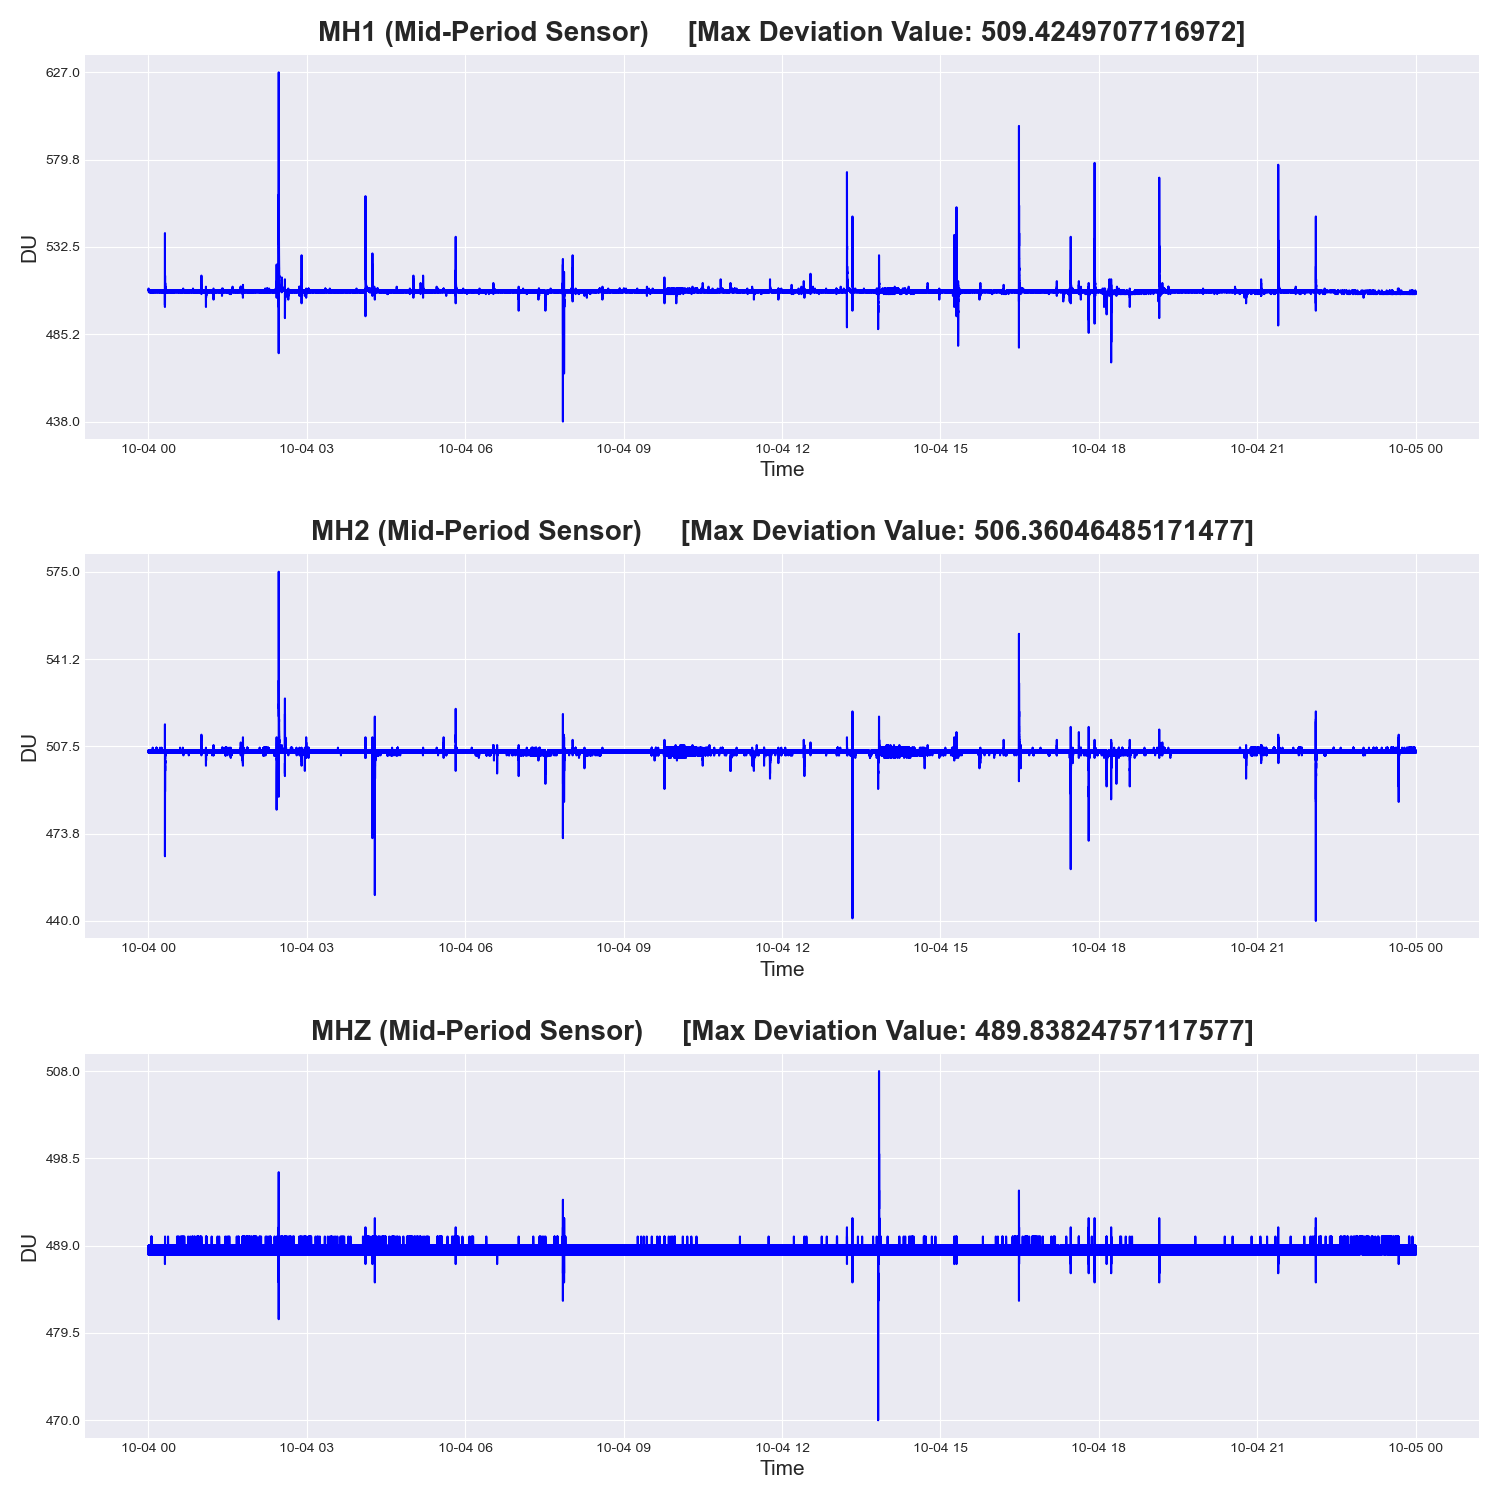 MH1 (Mid-Period Sensor) [Max Deviation Value: 509.4249707716972]
627.0
579.8
532.5
485.2
438.0
DU
10-04 00 10-04 03 10-04 06 10-04 09 10-04 12 10-04 15 10-04 18 10-04 21 10-05 00
Time
MH2 (Mid-Period Sensor) [Max Deviation Value: 506.36046485171477]
575.0
541.2
507.5
473.8
440.0
DU
10-04 00 10-04 03 10-04 06 10-04 09 10-04 12 10-04 15 10-04 18 10-04 21 10-05 00
Time
MHZ (Mid-Period Sensor) [Max Deviation Value: 489.83824757117577]
508.0
498.5
489.0
479.5
470.0
DU
10-04 00 10-04 03 10-04 06 10-04 09 10-04 12 10-04 15 10-04 18 10-04 21 10-05 00
Time